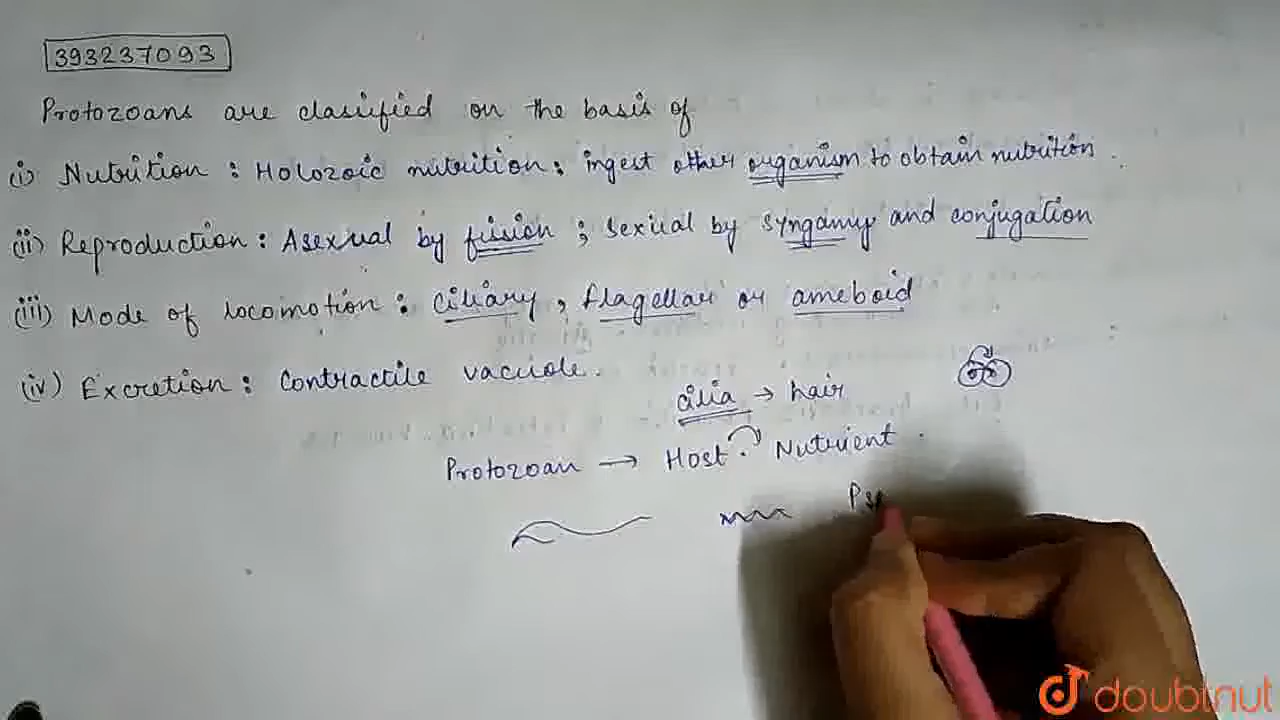 393237093
Protozoans are clasified on the basis of
(i) Nutrition : Holozoic nutrition : ingest other organism to obtain nutrition .
(ii) Reproduction : Asexual by fission ; sexual by syngamy and conjugation
(iii) Mode of locomotion : Ciliary , flagellar or ameboid
(iv) Excretion : Contractile vacuole .
cilia → hair
Protozoan → Host . Nutrient .
Pse
doubtnut